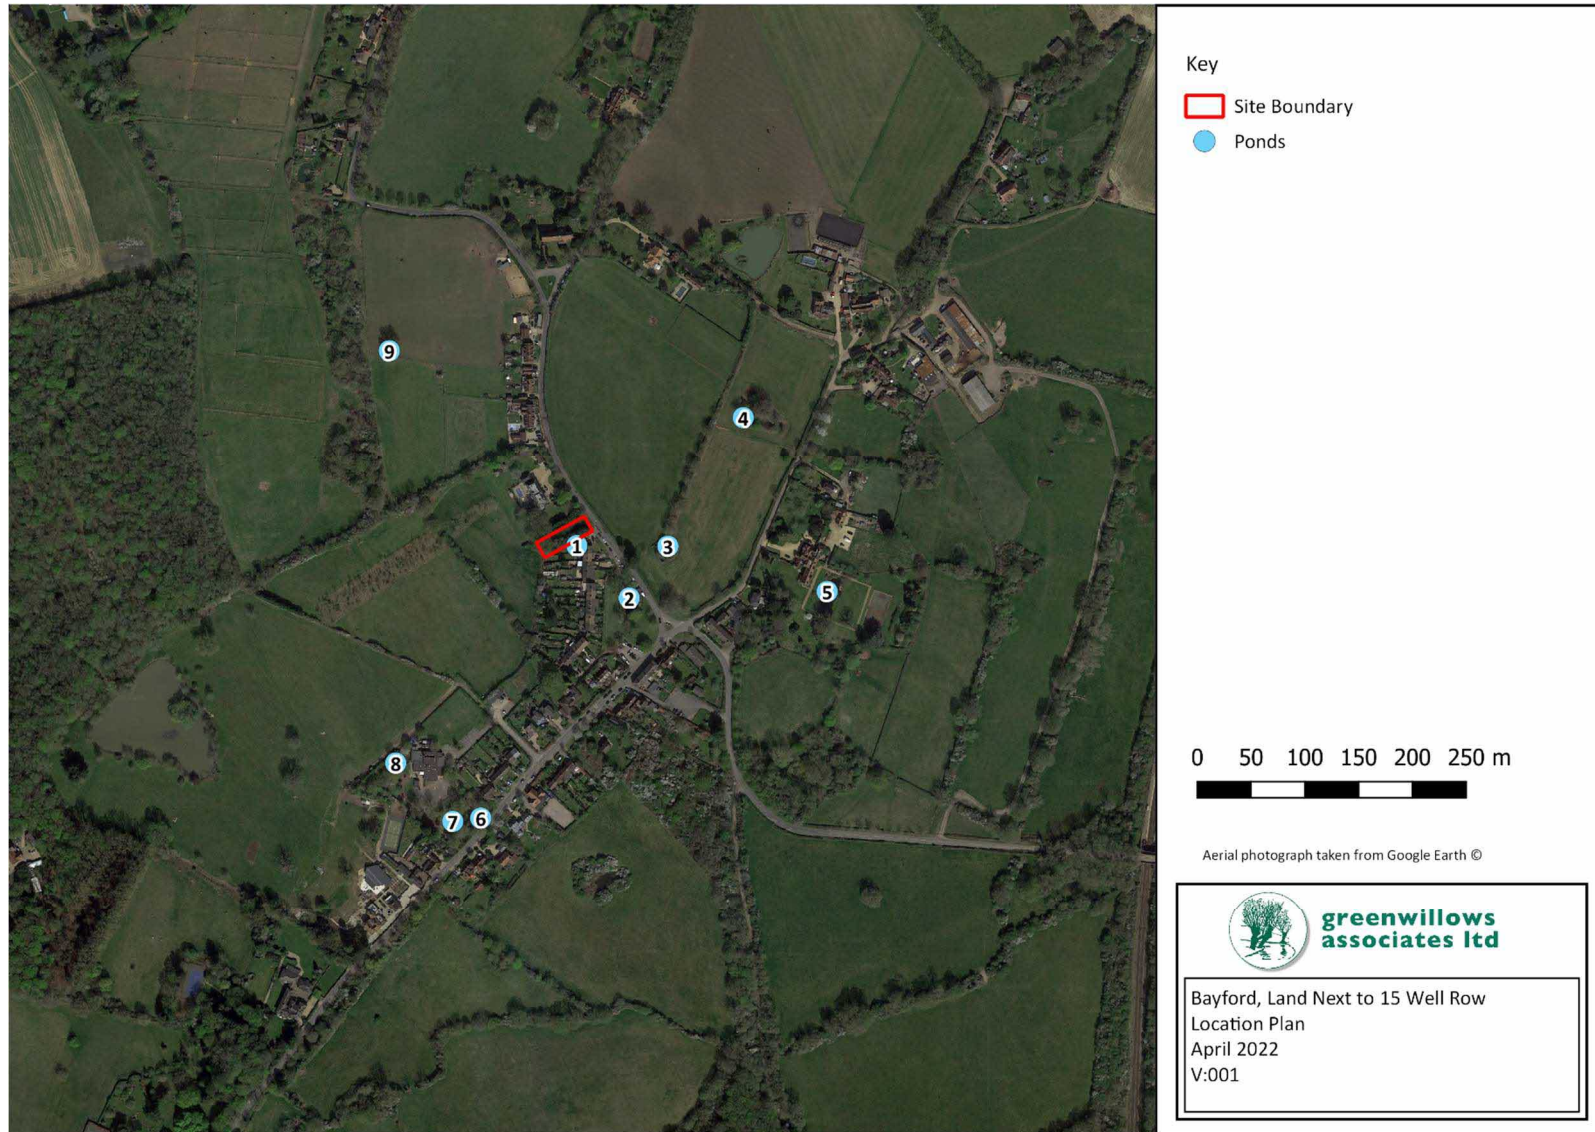 Key
Site Boundary
Ponds
9
4
1
3
2
5
8
7 6
0 50 100 150 200 250 m
Aerial photograph taken from Google Earth ©
greenwillows
associates ltd
Bayford, Land Next to 15 Well Row
Location Plan
April 2022
V:001